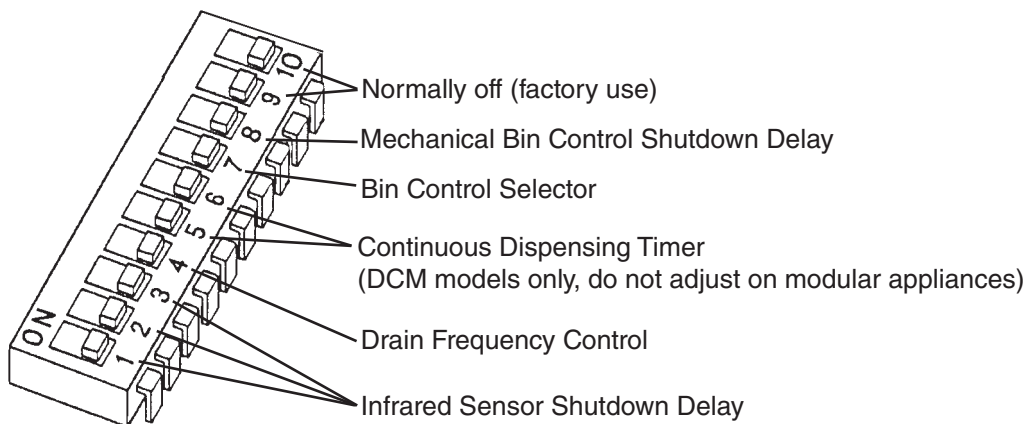 10
9
8
7
6
5
4
3
2
1
ON
Normally off (factory use)
Mechanical Bin Control Shutdown Delay
Bin Control Selector
Continuous Dispensing Timer
(DCM models only, do not adjust on modular appliances)
Drain Frequency Control
Infrared Sensor Shutdown Delay